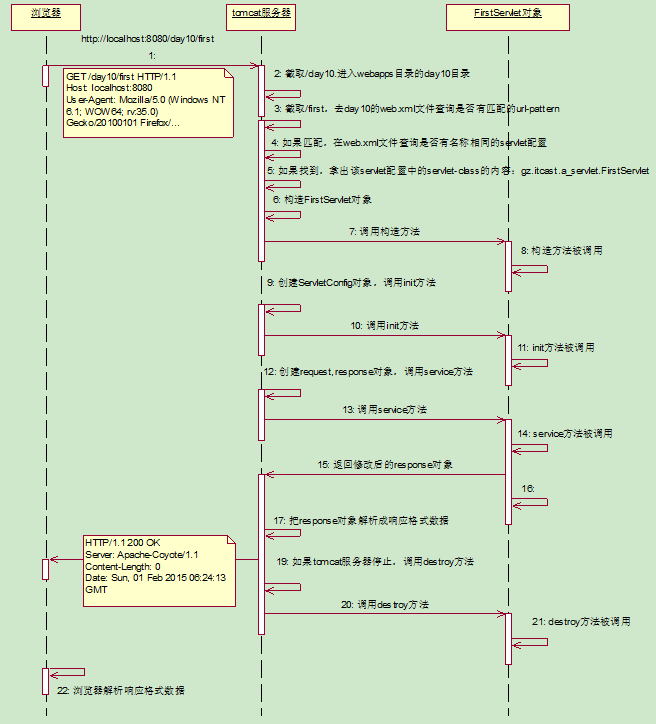 浏览器
tomcat服务器
FirstServlet对象
http://localhost:8080/day10/first
1:
GET /day10/first HTTP/1.1
Host: localhost:8080
User-Agent: Mozilla/5.0 (Windows NT
6.1; WOW64; rv:35.0)
Gecko/20100101 Firefox/...
2: 截取/day10.进入webapps目录的day10目录
3: 截取/first，去day10的web.xml文件查询是否有匹配的url-pattern
4: 如果匹配，在web.xml文件查询是否有名称相同的servlet配置
5: 如果找到，拿出该servlet配置中的servlet-class的内容：gz.itcast.a_servlet.FirstServlet
6: 构造FirstServlet对象
7: 调用构造方法
8: 构造方法被调用
9: 创建ServletConfig对象，调用init方法
10: 调用init方法
11: init方法被调用
12: 创建request,response对象，调用service方法
13: 调用service方法
14: service方法被调用
15: 返回修改后的response对象
16:
17: 把response对象解析成响应格式数据
HTTP/1.1 200 OK
Server: Apache-Coyote/1.1
Content-Length: 0
Date: Sun, 01 Feb 2015 06:24:13
GMT
19: 如果tomcat服务器停止，调用destroy方法
20: 调用destroy方法
21: destroy方法被调用
22: 浏览器解析响应格式数据